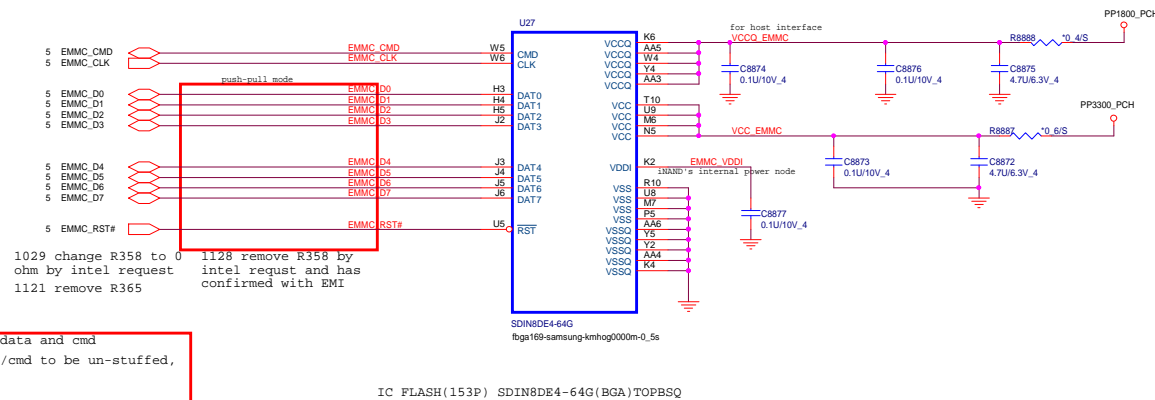 U27
PP1800_PCH
for host interface
VCCQ_EMMC
R8888 *0_4/S
5 EMMC_CMD EMMC_CMD W5 CMD
5 EMMC_CLK EMMC_CLK W6 CLK
push-pull mode
5 EMMC_D0 EMMC_D0 H3 DAT0
5 EMMC_D1 EMMC_D1 H4 DAT1
5 EMMC_D2 EMMC_D2 H5 DAT2
5 EMMC_D3 EMMC_D3 J2 DAT3
5 EMMC_D4 EMMC_D4 J3 DAT4
5 EMMC_D5 EMMC_D5 J4 DAT5
5 EMMC_D6 EMMC_D6 J5 DAT6
5 EMMC_D7 EMMC_D7 J6 DAT7
5 EMMC_RST# EMMC_RST# U5 RST
VCCQ K6
VCCQ AA5
VCCQ W4
VCCQ Y4
VCCQ AA3
VCC T10
VCC U9
VCC M6
VCC N5
VDDI K2
VSS R10
VSS U8
VSS M7
VSS P5
VSSQ AA6
VSSQ Y5
VSSQ Y2
VSSQ AA4
VSSQ K4
C8874
0.1U/10V_4
C8876
0.1U/10V_4
C8875
4.7U/6.3V_4
PP3300_PCH
VCC_EMMC
R8887 *0_6/S
C8873
0.1U/10V_4
C8872
4.7U/6.3V_4
EMMC_VDDI
iNAND's internal power node
C8877
0.1U/10V_4
1029 change R358 to 0
ohm by intel request
1121 remove R365
1128 remove R358 by
intel requst and has
confirmed with EMI
SDIN8DE4-64G
fbga169-samsung-kmhog0000m-0_5s
data and cmd
/cmd to be un-stuffed,
IC FLASH(153P) SDIN8DE4-64G(BGA)TOPBSQ